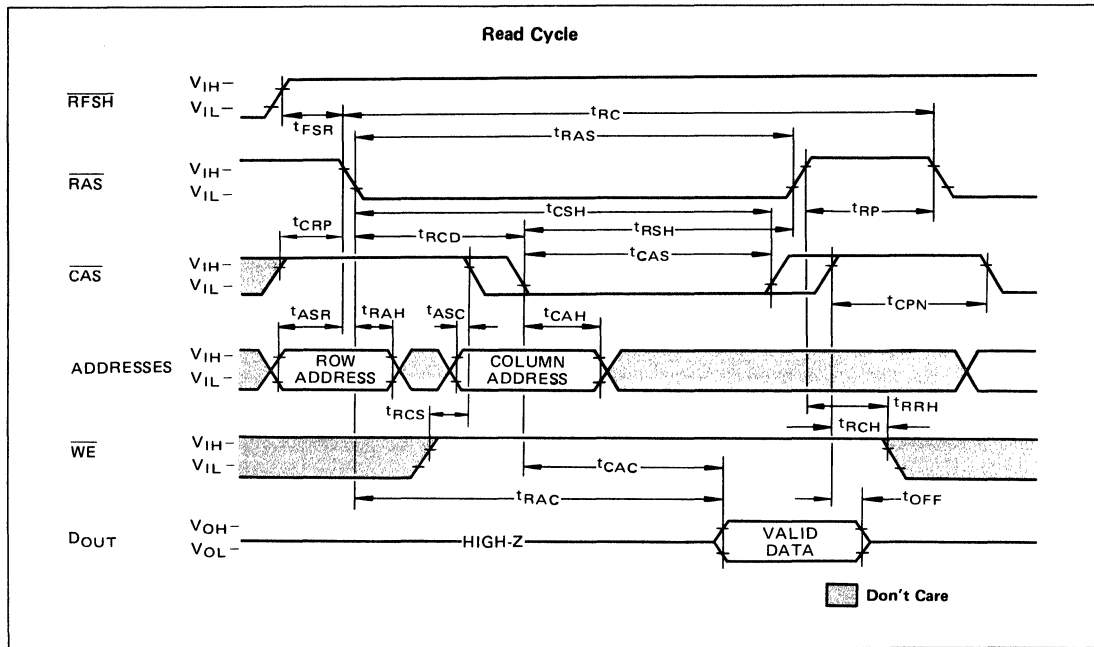 Read Cycle
RFSH
VIH–
VIL–
tFSR
tRC
tRAS
RAS
VIH–
VIL–
tCRP
tCSH
tRSH
tRP
tRCD
tCAS
CAS
VIH–
VIL–
tCPN
tASR
tRAH
tASC
tCAH
ADDRESSES
VIH–
VIL–
ROW ADDRESS
COLUMN ADDRESS
tRCS
tRRH
tRCH
WE
VIH–
VIL–
tCAC
tRAC
tOFF
DOUT
VOH–
VOL–
HIGH-Z
VALID DATA
Don't Care